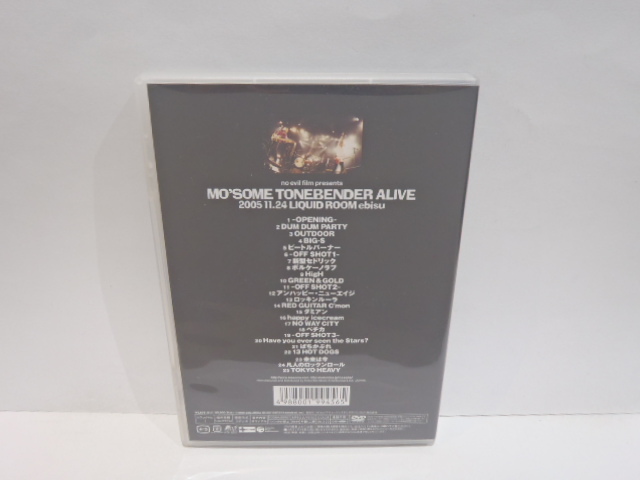 no evil film presents
MO'SOME TONEBENDER ALIVE
2005 11.24 LIQUID ROOM ebisu
1 -OPENING-
2 DUM DUM PARTY
3 OUTDOOR
4 BIG-S
5 ビートルバーナー
6 -OFF SHOT1-
7 新型セドリック
8 ボルケーノラブ
9 HigH
10 GREEN & GOLD
11 -OFF SHOT2-
12 アンハッピー・ニューエイジ
13 ロッキンルーラ
14 RED GUITAR C'mon
15 ダミアン
16 happy icecream
17 NO WAY CITY
18 ペチカ
19 -OFF SHOT3-
20 Have you ever seen the Stars?
21 ばちかぶれ
22 13 HOT DOGS
23 未来は今
24 凡人のロックンロール
25 TOKYO HEAVY
DVD